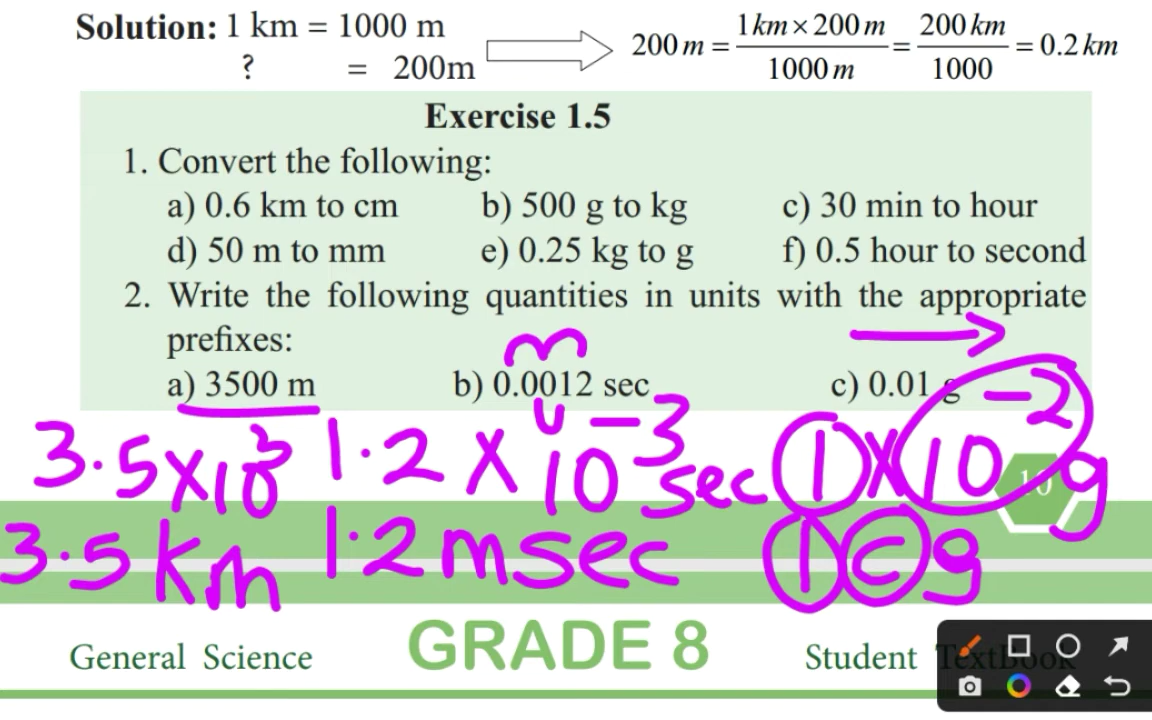 Solution: 1 km = 1000 m
? = 200m
200 m = 1km × 200 m / 1000 m = 200 km / 1000 = 0.2 km
Exercise 1.5
1. Convert the following:
a) 0.6 km to cm b) 500 g to kg c) 30 min to hour
d) 50 m to mm e) 0.25 kg to g f) 0.5 hour to second
2. Write the following quantities in units with the appropriate
prefixes:
a) 3500 m b) 0.0012 sec c) 0.01 g
3.5×10³ 1.2 × 10⁻³ sec 1×10⁻² g
10
3.5 km 1.2 msec 1 c g
General Science GRADE 8 Student TextBook